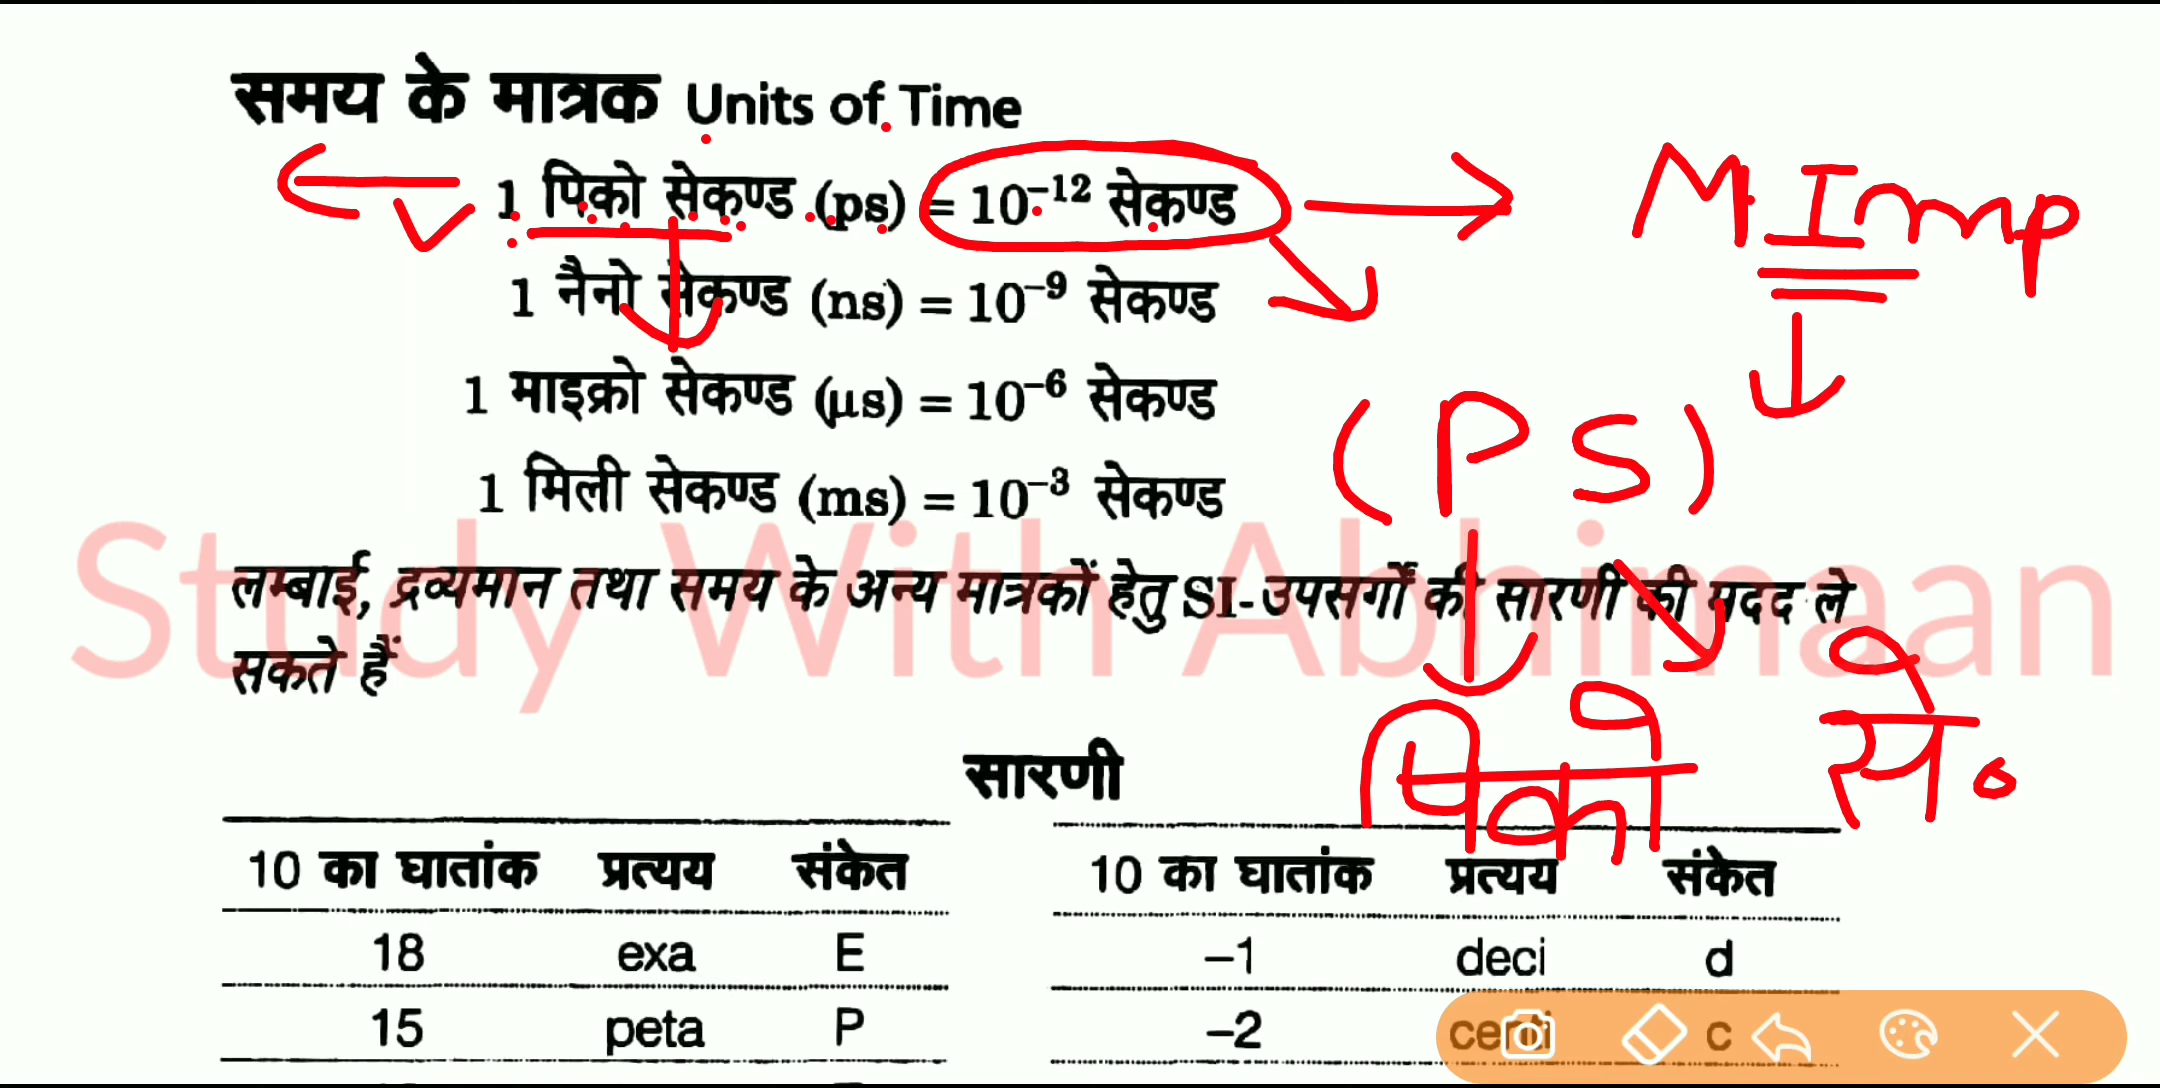 समय के मात्रक Units of Time
1 पिको सेकण्ड (ps) = 10⁻¹² सेकण्ड
M. Imp
1 नैनो सेकण्ड (ns) = 10⁻⁹ सेकण्ड
1 माइक्रो सेकण्ड (μs) = 10⁻⁶ सेकण्ड
(PS)
1 मिली सेकण्ड (ms) = 10⁻³ सेकण्ड
Study With Abhimaan
लम्बाई, द्रव्यमान तथा समय के अन्य मात्रकों हेतु SI-उपसर्गों की सारणी की मदद ले
सकते हैं
पिको से.
सारणी
10 का घातांक प्रत्यय संकेत 10 का घातांक प्रत्यय संकेत
18 exa E –1 deci d
15 peta P –2 centi c